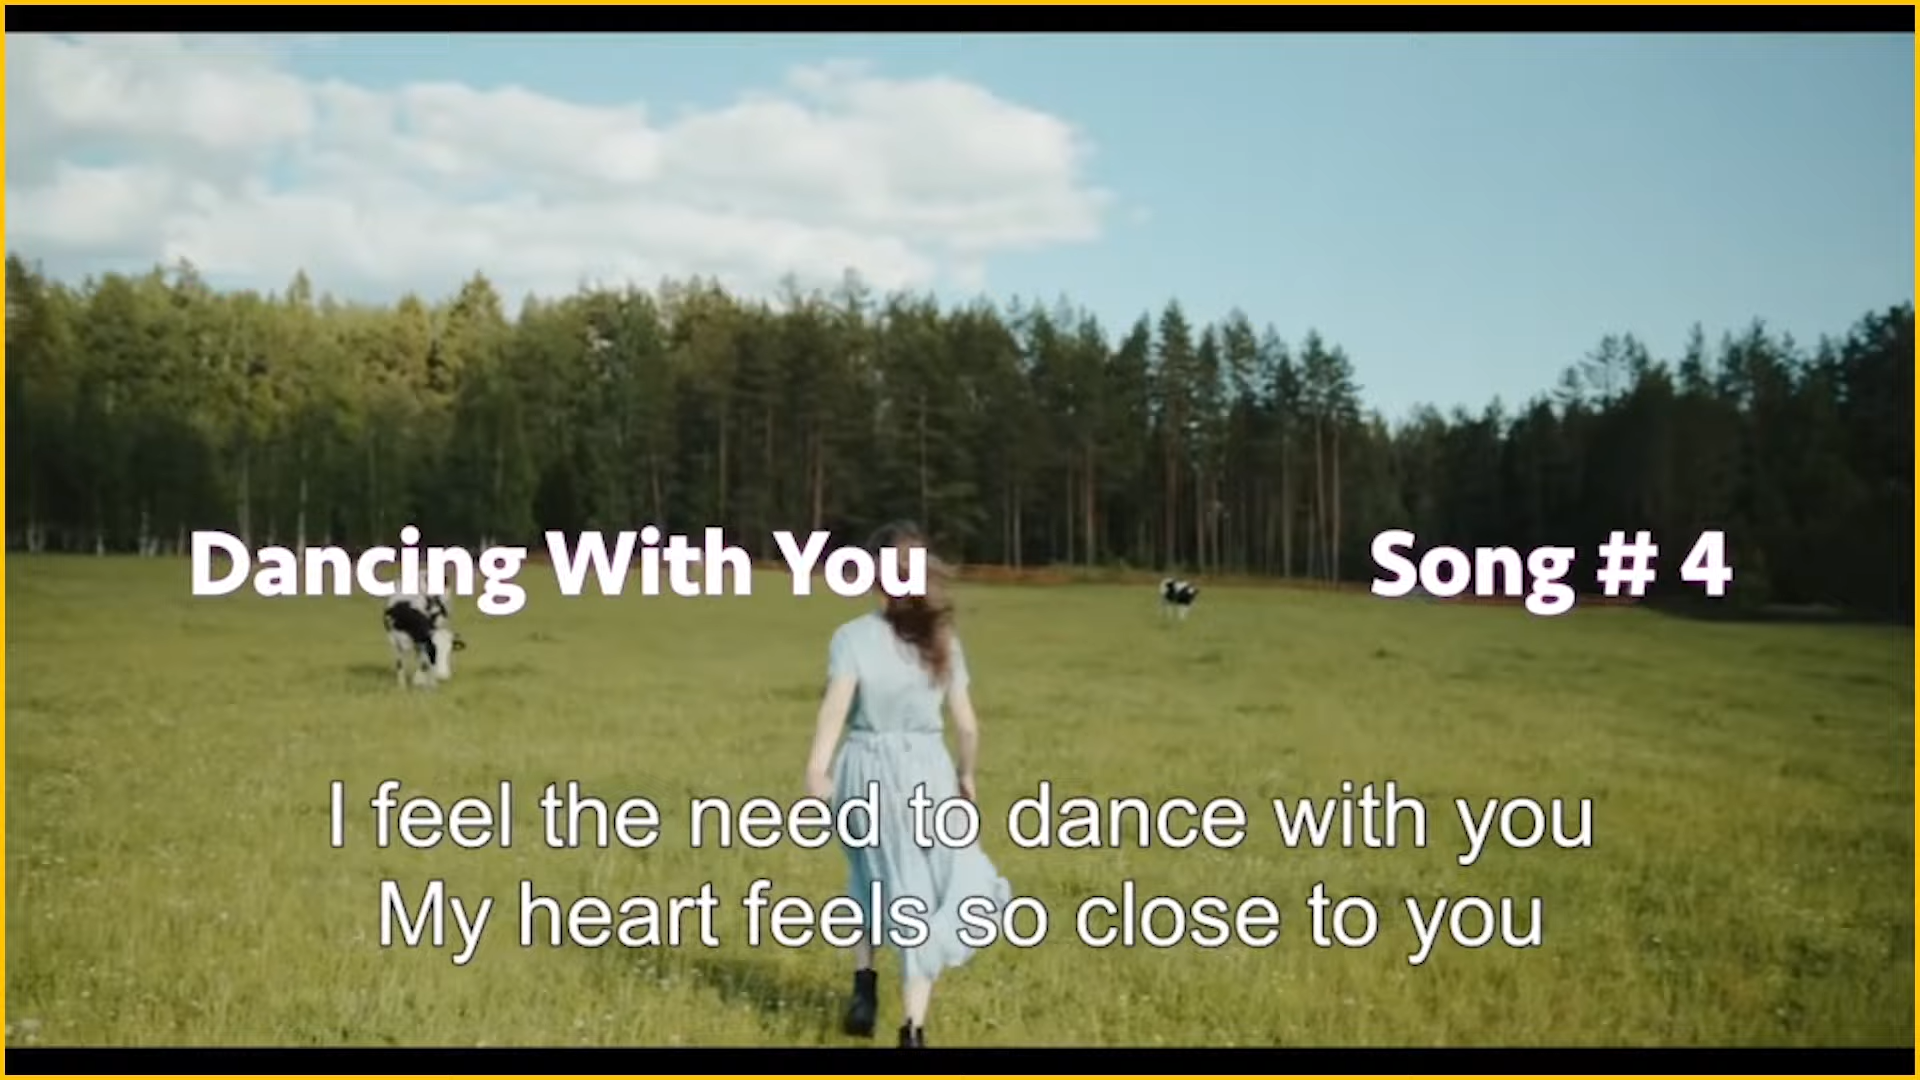 Dancing With You Song # 4
I feel the need to dance with you
My heart feels so close to you